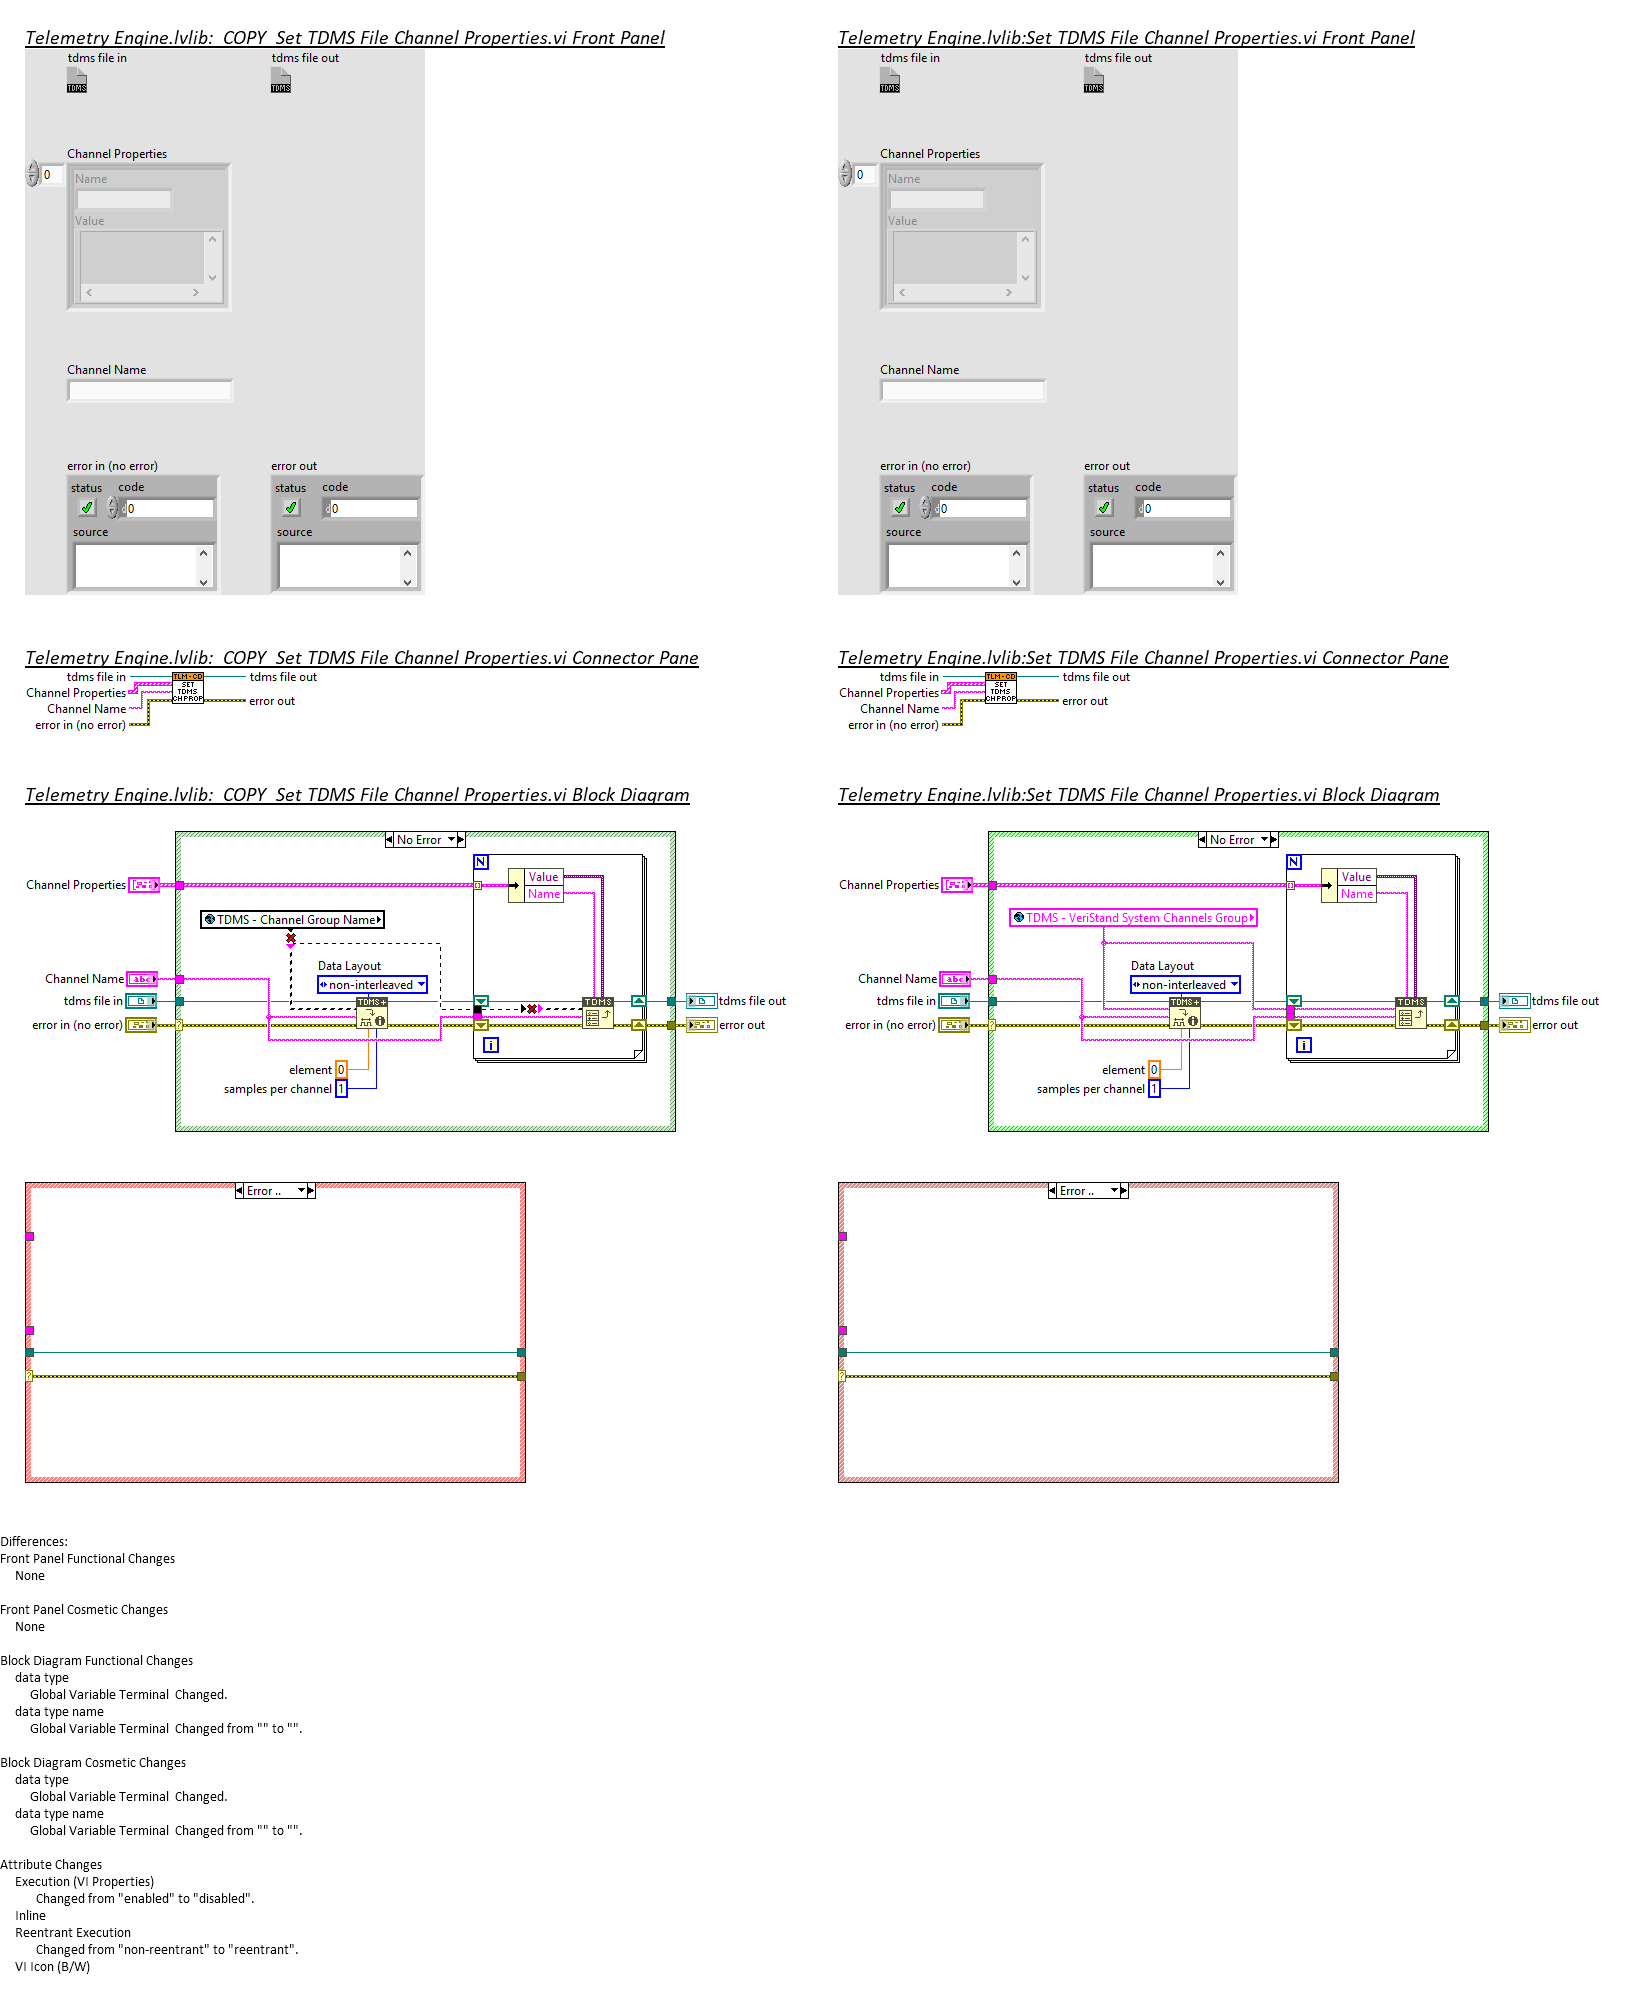 Telemetry Engine.lvlib:  COPY  Set TDMS File Channel Properties.vi Front Panel
tdms file in
tdms file out
TDMS
TDMS
Channel Properties
0
Name
Value
Channel Name
error in (no error)
error out
status
code
status
code
0
0
source
source
Telemetry Engine.lvlib:Set TDMS File Channel Properties.vi Front Panel
tdms file in
tdms file out
TDMS
TDMS
Channel Properties
0
Name
Value
Channel Name
error in (no error)
error out
status
code
status
code
0
0
source
source
Telemetry Engine.lvlib:  COPY  Set TDMS File Channel Properties.vi Connector Pane
tdms file in
Channel Properties
Channel Name
error in (no error)
TLM-CD
SET
TDMS
CHPROP
tdms file out
error out
Telemetry Engine.lvlib:Set TDMS File Channel Properties.vi Connector Pane
tdms file in
Channel Properties
Channel Name
error in (no error)
TLM-CD
SET
TDMS
CHPROP
tdms file out
error out
Telemetry Engine.lvlib:  COPY  Set TDMS File Channel Properties.vi Block Diagram
No Error
N
Channel Properties
Value
Name
TDMS - Channel Group Name
Data Layout
Channel Name
abc
non-interleaved
tdms file in
TDMS+
TDMS
tdms file out
error in (no error)
?
error out
i
element
0
samples per channel
1
Error ..
?
Telemetry Engine.lvlib:Set TDMS File Channel Properties.vi Block Diagram
No Error
N
Channel Properties
Value
Name
TDMS - VeriStand System Channels Group
Data Layout
Channel Name
abc
non-interleaved
tdms file in
TDMS+
TDMS
tdms file out
error in (no error)
?
error out
i
element
0
samples per channel
1
Error ..
?
Differences:
Front Panel Functional Changes
None
Front Panel Cosmetic Changes
None
Block Diagram Functional Changes
data type
Global Variable Terminal  Changed.
data type name
Global Variable Terminal  Changed from "" to "".
Block Diagram Cosmetic Changes
data type
Global Variable Terminal  Changed.
data type name
Global Variable Terminal  Changed from "" to "".
Attribute Changes
Execution (VI Properties)
Changed from "enabled" to "disabled".
Inline
Reentrant Execution
Changed from "non-reentrant" to "reentrant".
VI Icon (B/W)